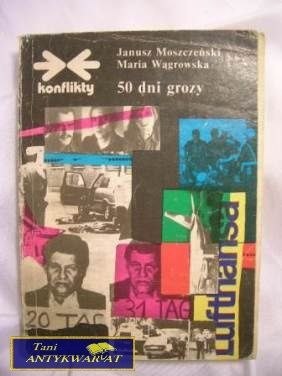 Janusz Moszczeński
Maria Wągrowska
konflikty
50 dni grozy
Lufthansa
20 TAG
31 TAG
Tani
ANTYKWARIAT